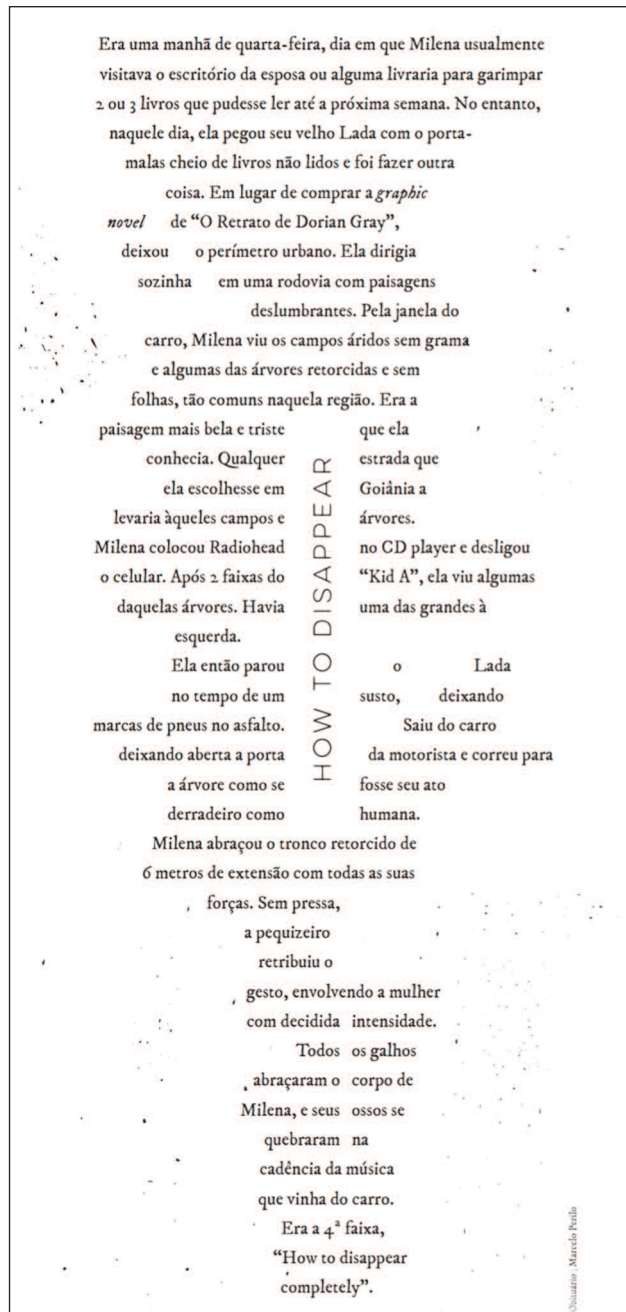 Era uma manhã de quarta-feira, dia em que Milena usualmente
visitava o escritório da esposa ou alguma livraria para garimpar
2 ou 3 livros que pudesse ler até a próxima semana. No entanto,
naquele dia, ela pegou seu velho Lada com o porta-
malas cheio de livros não lidos e foi fazer outra
coisa. Em lugar de comprar a graphic
novel de “O Retrato de Dorian Gray”,
deixou o perímetro urbano. Ela dirigia
sozinha em uma rodovia com paisagens
deslumbrantes. Pela janela do
carro, Milena viu os campos áridos sem grama
e algumas das árvores retorcidas e sem
folhas, tão comuns naquela região. Era a
paisagem mais bela e triste que ela
conhecia. Qualquer estrada que
ela escolhesse em Goiânia a
levaria àqueles campos e árvores.
Milena colocou Radiohead no CD player e desligou
o celular. Após 2 faixas do “Kid A”, ela viu algumas
daquelas árvores. Havia uma das grandes à
esquerda.
Ela então parou o Lada
no tempo de um susto, deixando
marcas de pneus no asfalto. Saiu do carro
deixando aberta a porta da motorista e correu para
a árvore como se fosse seu ato
derradeiro como humana.
HOW TO DISAPPEAR
Milena abraçou o tronco retorcido de
6 metros de extensão com todas as suas
forças. Sem pressa,
a pequizeiro
retribuiu o
gesto, envolvendo a mulher
com decidida intensidade.
Todos os galhos
abraçaram o corpo de
Milena, e seus ossos se
quebraram na
cadência da música
que vinha do carro.
Era a 4ª faixa,
“How to disappear
completely”.
Obituário | Marcelo Perilo